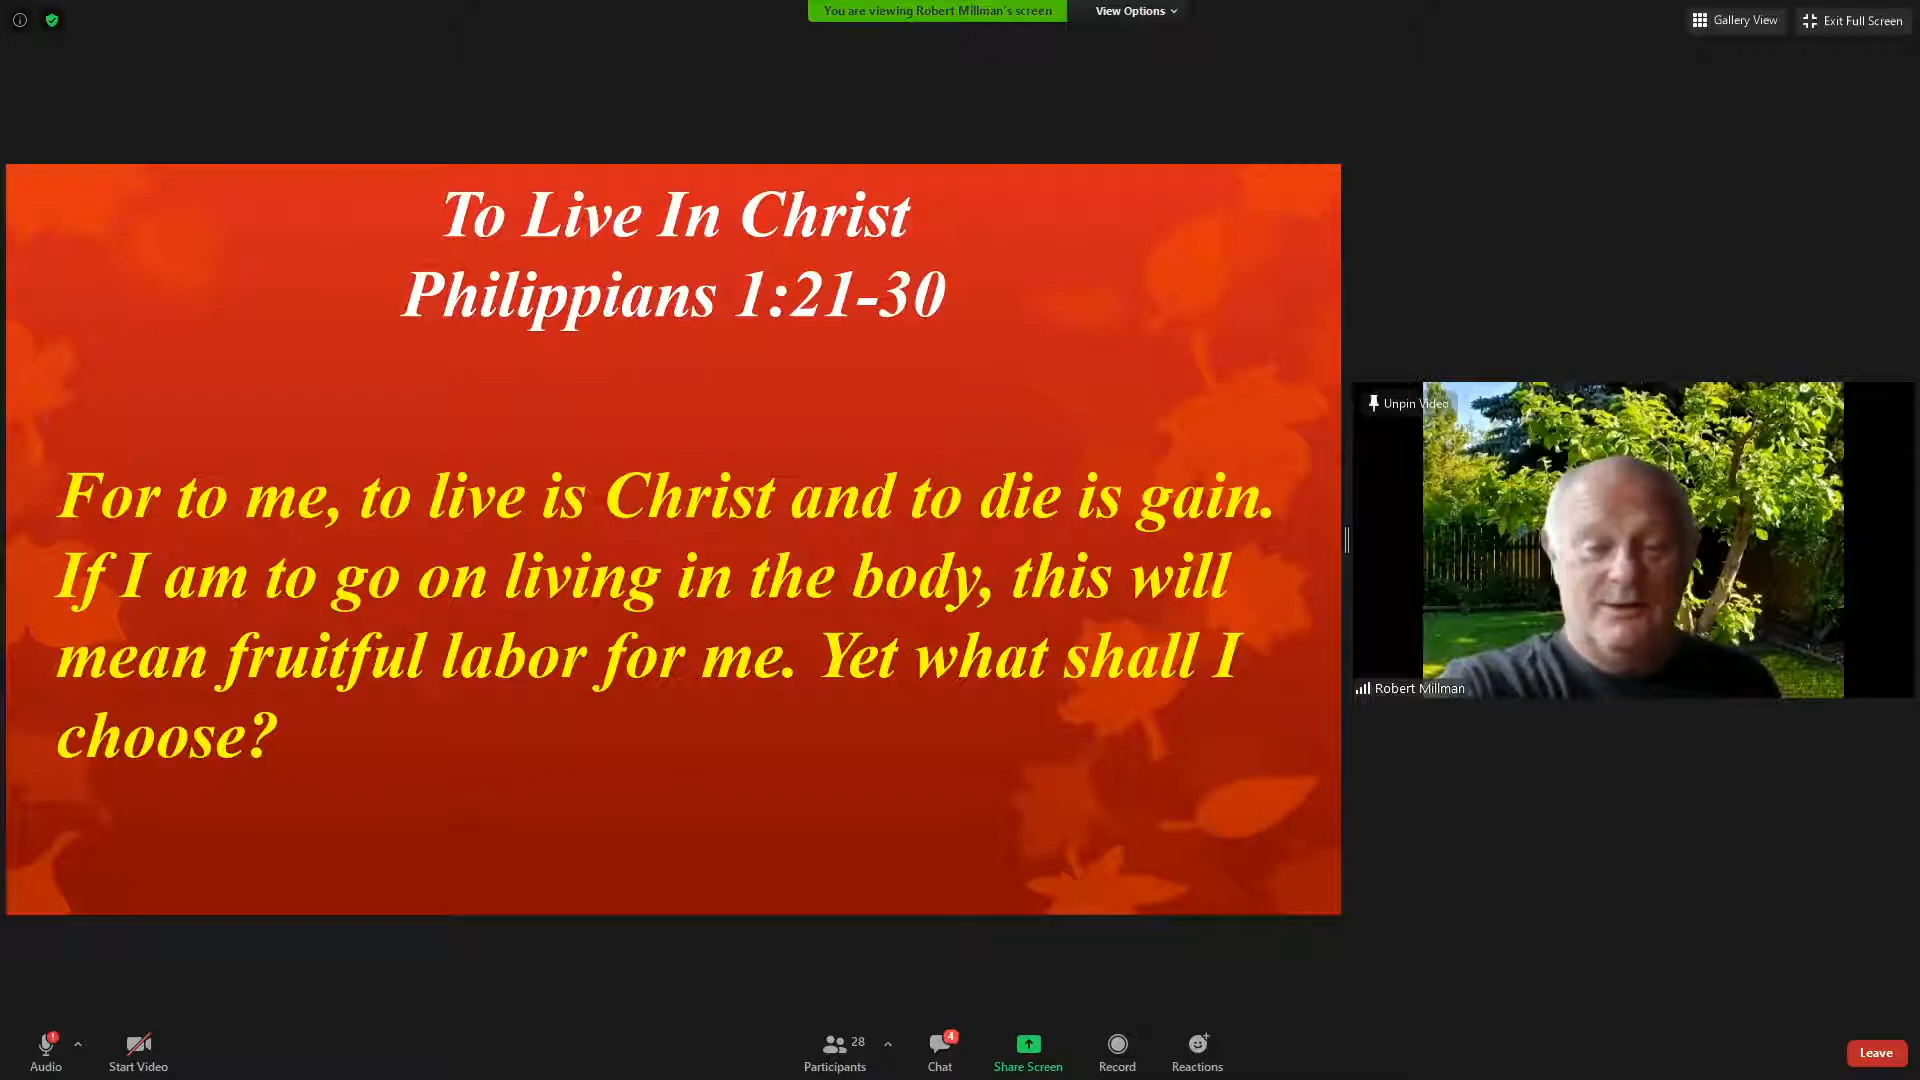 You are viewing Robert Millman's screen
View Options
Gallery View
Exit Full Screen
To Live In Christ
Philippians 1:21-30
For to me, to live is Christ and to die is gain.
If I am to go on living in the body, this will
mean fruitful labor for me. Yet what shall I
choose?
Unpin Video
Robert Millman
Audio
Start Video
28
Participants
4
Chat
Share Screen
Record
Reactions
Leave